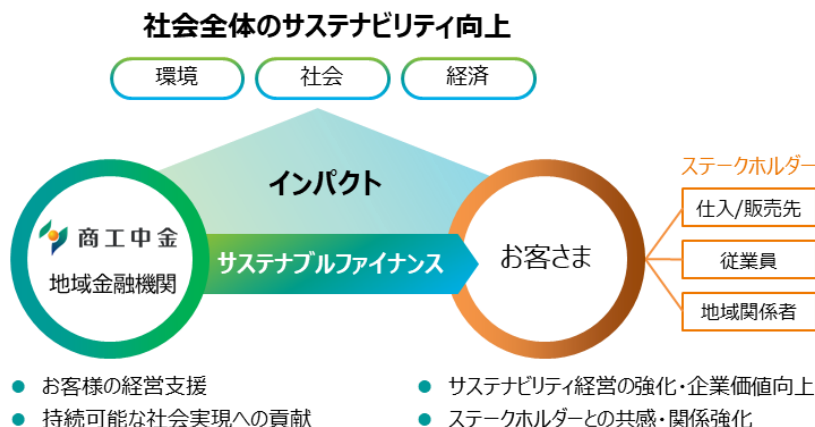 社会全体のサステナビリティ向上
環境
社会
経済
インパクト
商工中金
地域金融機関
サステナブルファイナンス
お客さま
ステークホルダー
仕入/販売先
従業員
地域関係者
● お客様の経営支援
● 持続可能な社会実現への貢献
● サステナビリティ経営の強化・企業価値向上
● ステークホルダーとの共感・関係強化